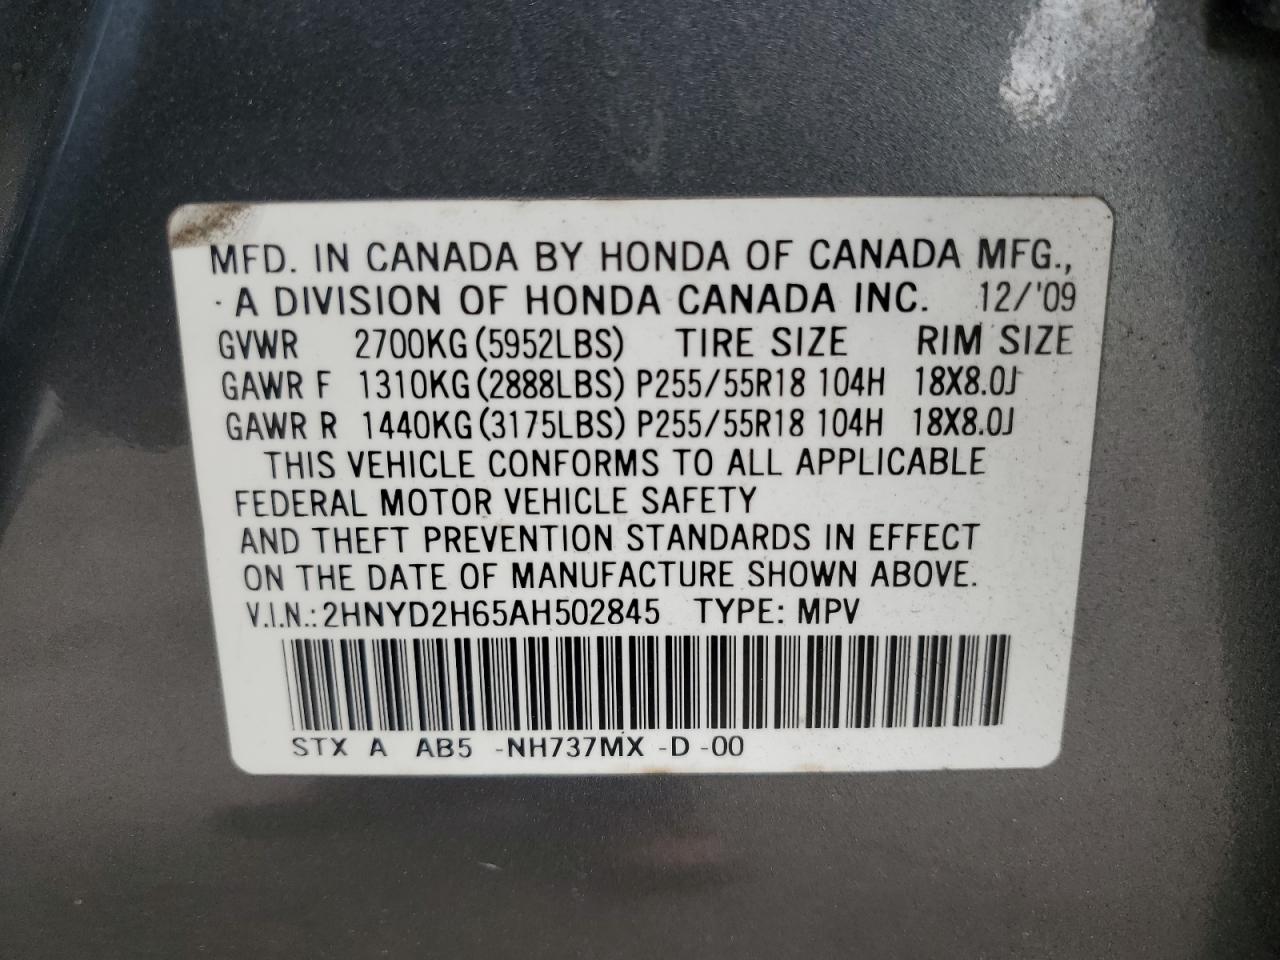 MFD. IN CANADA BY HONDA OF CANADA MFG.,
A DIVISION OF HONDA CANADA INC. 12/'09
GVWR 2700KG(5952LBS) TIRE SIZE RIM SIZE
GAWR F 1310KG(2888LBS) P255/55R18 104H 18X8.0J
GAWR R 1440KG(3175LBS) P255/55R18 104H 18X8.0J
THIS VEHICLE CONFORMS TO ALL APPLICABLE
FEDERAL MOTOR VEHICLE SAFETY
AND THEFT PREVENTION STANDARDS IN EFFECT
ON THE DATE OF MANUFACTURE SHOWN ABOVE.
V.I.N.: 2HNYD2H65AH502845 TYPE: MPV
STX A AB5 -NH737MX -D -00